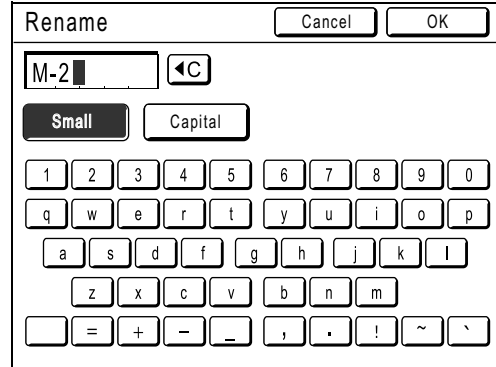 Rename Cancel OK
M-2 ◀C
Small Capital
1 2 3 4 5 6 7 8 9 0
q w e r t y u i o p
a s d f g h j k l
z x c v b n m
= + − _ , . ! ~ `